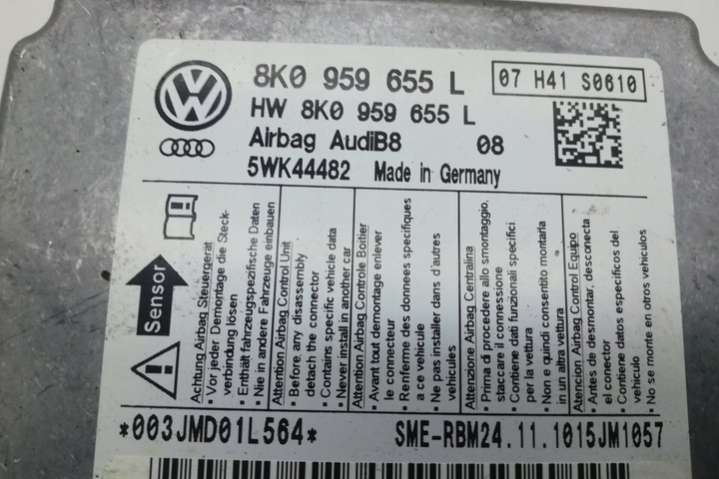 8K0 959 655 L
07 H41 S0610
HW 8K0 959 655 L
Airbag AudiB8 08
5WK44482 Made in Germany
Sensor
Achtung Airbag Steuergerät
- Vor jeder Demontage die Steck-
verbindung lösen
- Enthält fahrzeugspezifische Daten
- Nie in andere Fahrzeuge einbauen
Attention Airbag Control Unit
- Before, any disassembly
detach the connector
- Contains specific vehicle data
- Never install in another car
Attention Airbag Controle Boitier
- Avant tout demontage enlever
le connecteur
- Renferme des donnees specifiques
a ce vehicule
- Ne pas installer dans d'autres
vehicules
Attenzione Airbag Centralina
- Prima di procedere allo smontaggio,
staccare il connessione
- Contiene dati funzionali specifici
per la vettura
- Non e quindi consentito montarla
in un altra vettura
Atencion Airbag Control Equipo
- Antes de desmontar, desconecta
el conector
- Contiene datos especificos del
vehiculo
- No se monte en otros vehiculos
*003JMD01L564*
SME-RBM24.11.1015JM1057